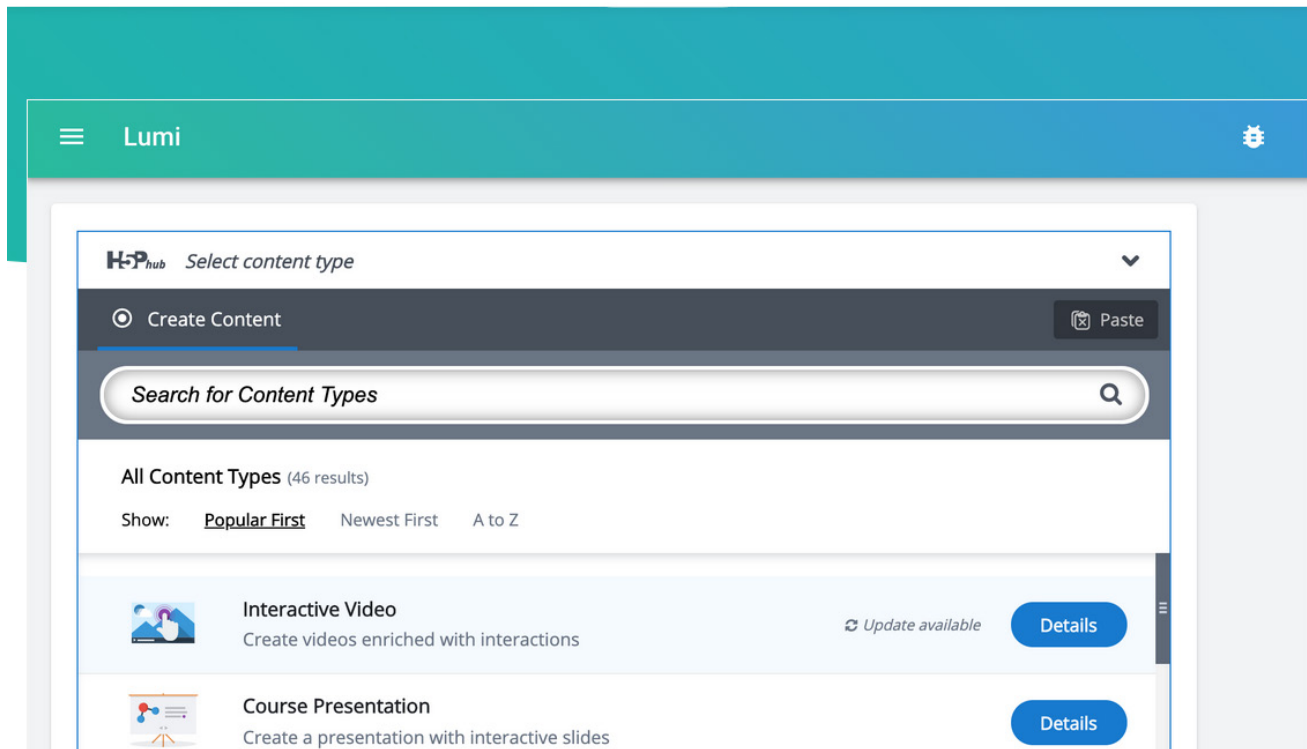 Lumi
H5Phub Select content type
Create Content
Paste
Search for Content Types
All Content Types (46 results)
Show: Popular First Newest First A to Z
Interactive Video
Create videos enriched with interactions
Update available
Details
Course Presentation
Create a presentation with interactive slides
Details